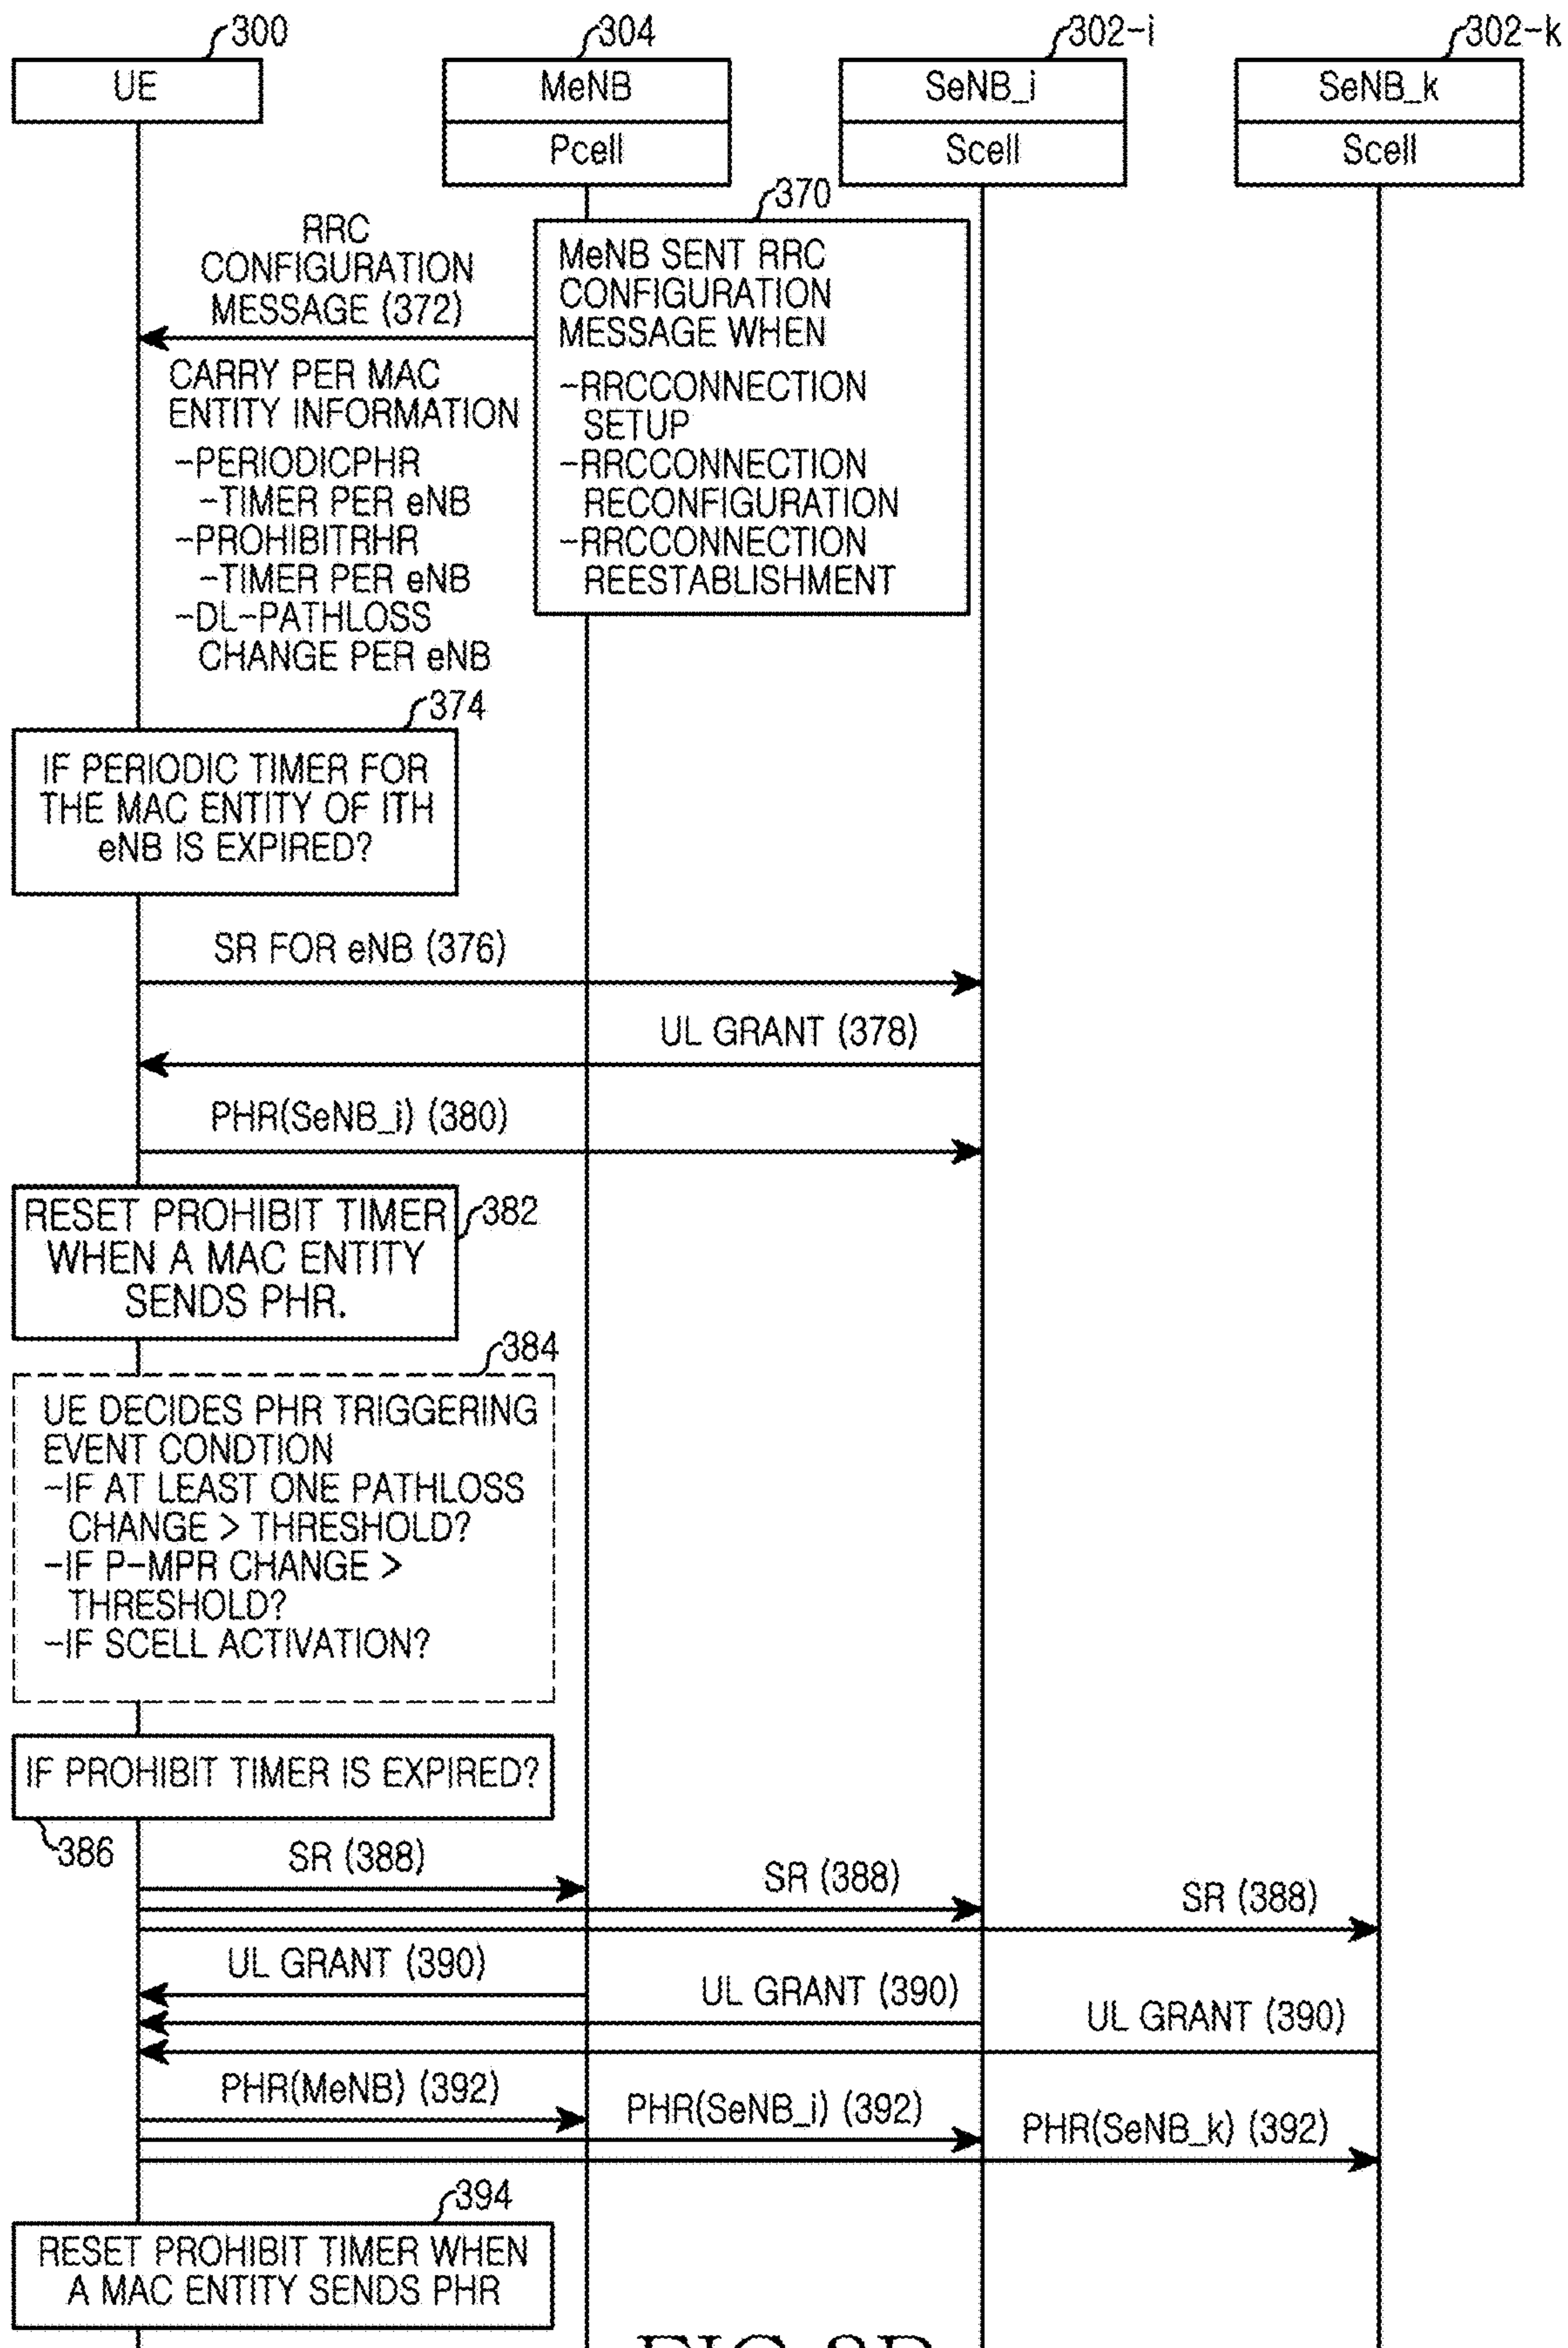 300
304
302-i
302-k
UE
MeNB
SeNB_i
SeNB_k
Pcell
Scell
Scell
370
RRC
CONFIGURATION
MESSAGE (372)
CARRY PER MAC
ENTITY INFORMATION
-PERIODICPHR
-TIMER PER eNB
-PROHIBITRHR
-TIMER PER eNB
-DL-PATHLOSS
CHANGE PER eNB
MeNB SENT RRC
CONFIGURATION
MESSAGE WHEN
-RRCCONNECTION
SETUP
-RRCCONNECTION
RECONFIGURATION
-RRCCONNECTION
REESTABLISHMENT
374
IF PERIODIC TIMER FOR
THE MAC ENTITY OF ITH
eNB IS EXPIRED?
SR FOR eNB (376)
UL GRANT (378)
PHR(SeNB_i) (380)
382
RESET PROHIBIT TIMER
WHEN A MAC ENTITY
SENDS PHR.
384
UE DECIDES PHR TRIGGERING
EVENT CONDTION
-IF AT LEAST ONE PATHLOSS
CHANGE > THRESHOLD?
-IF P-MPR CHANGE >
THRESHOLD?
-IF SCELL ACTIVATION?
IF PROHIBIT TIMER IS EXPIRED?
386
SR (388)
SR (388)
SR (388)
UL GRANT (390)
UL GRANT (390)
UL GRANT (390)
PHR(MeNB) (392)
PHR(SeNB_i) (392)
PHR(SeNB_k) (392)
394
RESET PROHIBIT TIMER WHEN
A MAC ENTITY SENDS PHR